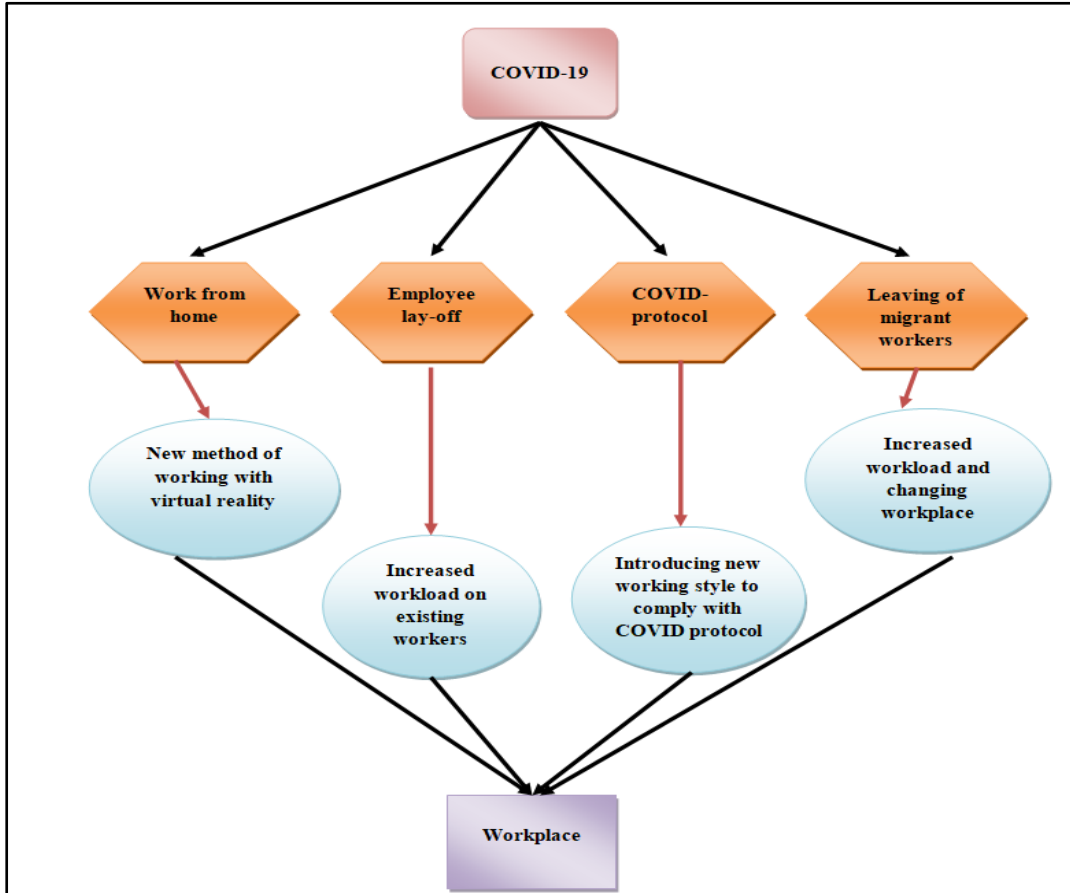 COVID-19
Work from
home
Employee
lay-off
COVID-
protocol
Leaving of
migrant
workers
New method of
working with
virtual reality
Increased
workload on
existing
workers
Introducing new
working style to
comply with
COVID protocol
Increased
workload and
changing
workplace
Workplace